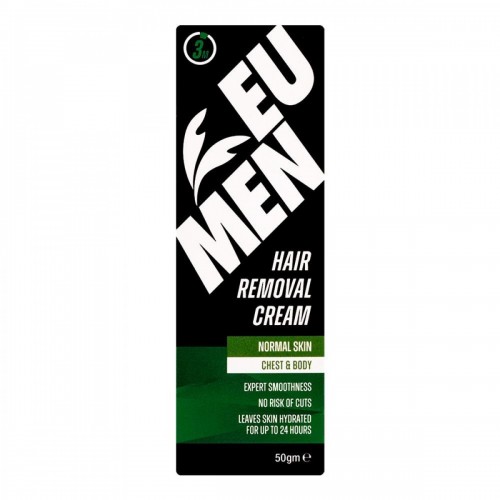 3M
EU
MEN
HAIR
REMOVAL
CREAM
NORMAL SKIN
CHEST & BODY
EXPERT SMOOTHNESS
NO RISK OF CUTS
LEAVES SKIN HYDRATED
FOR UP TO 24 HOURS
50gm ℮